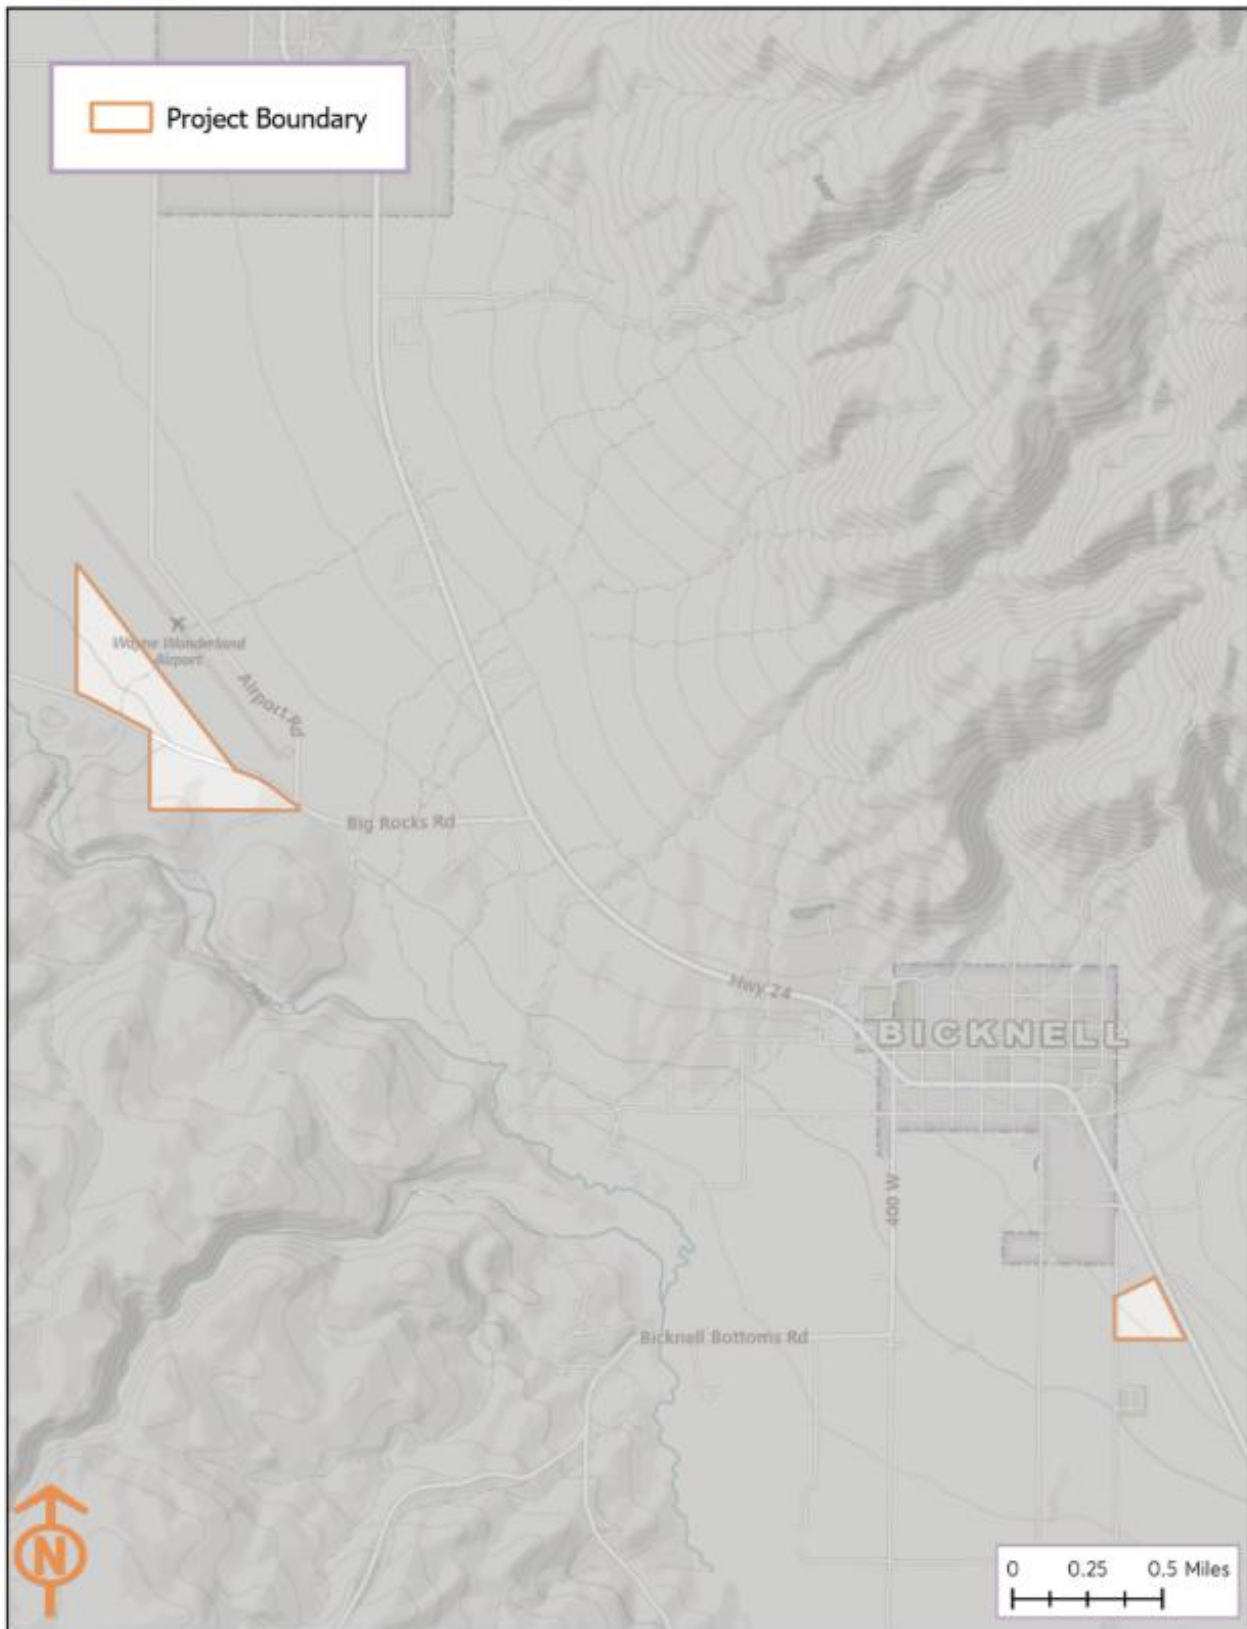 Project Boundary
Wayne Wonderland
Airport
Airport Rd
Big Rocks Rd
Hwy 24
BICKNELL
400 W
Bicknell Bottoms Rd
N
0 0.25 0.5 Miles